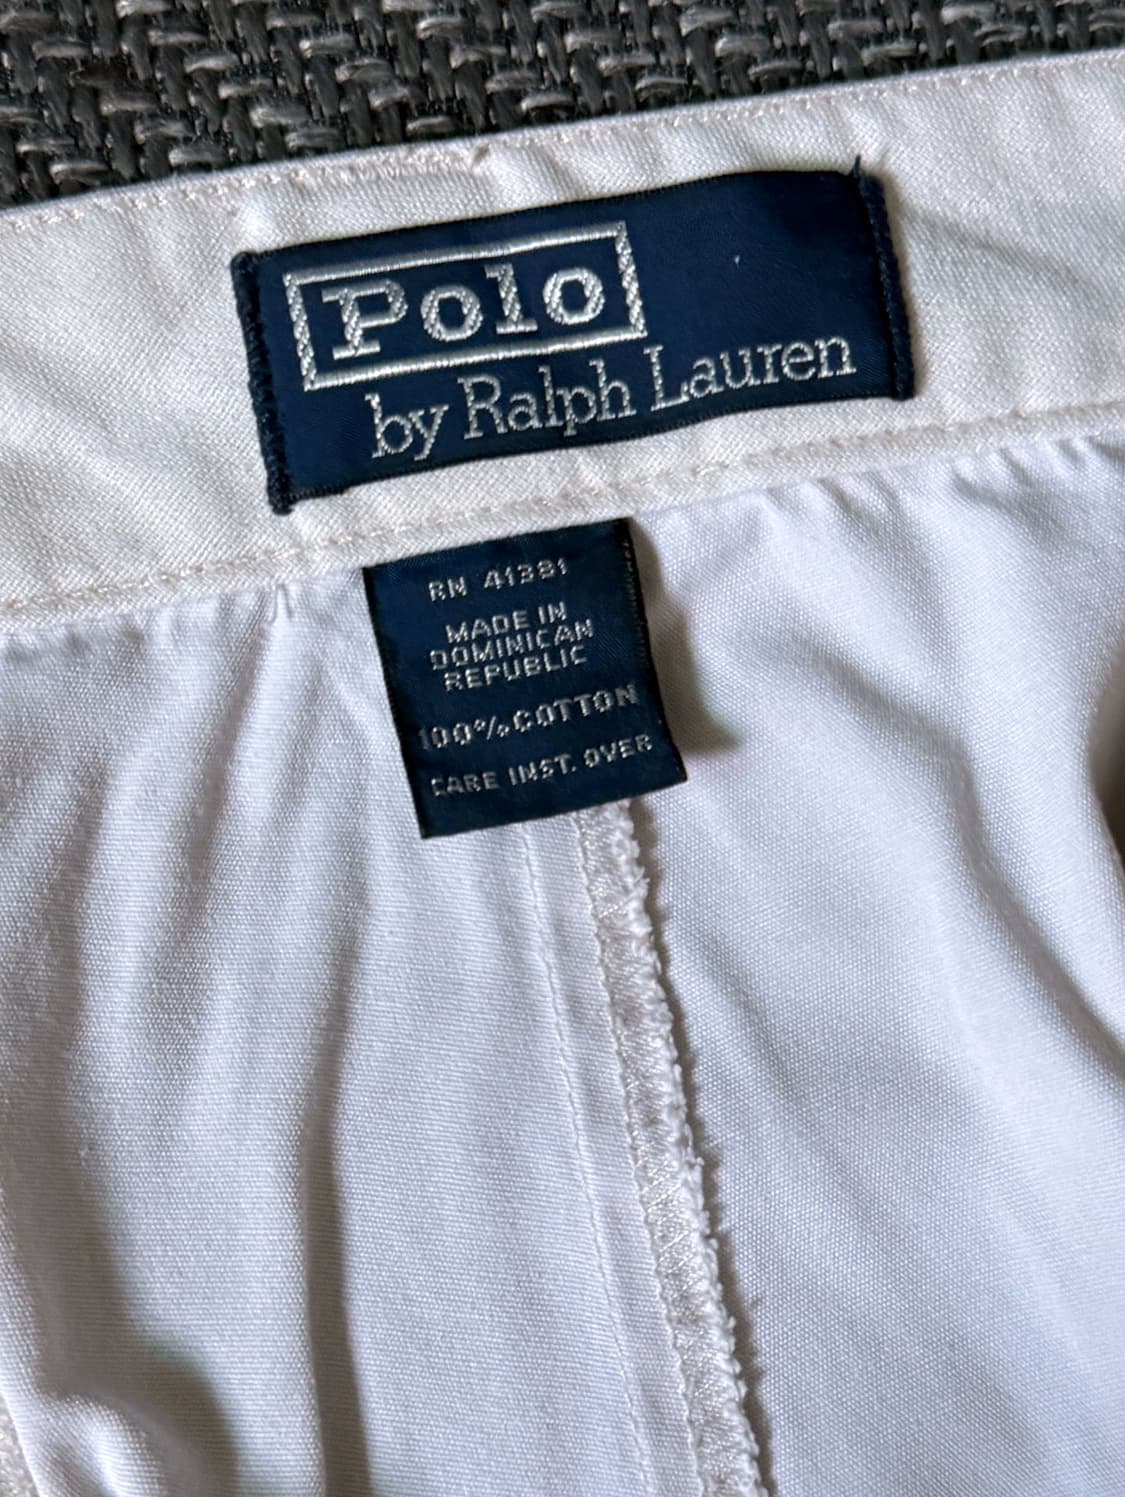 Polo
by Ralph Lauren
RN 41381
MADE IN
DOMINICAN
REPUBLIC
100% COTTON
CARE INST. OVER